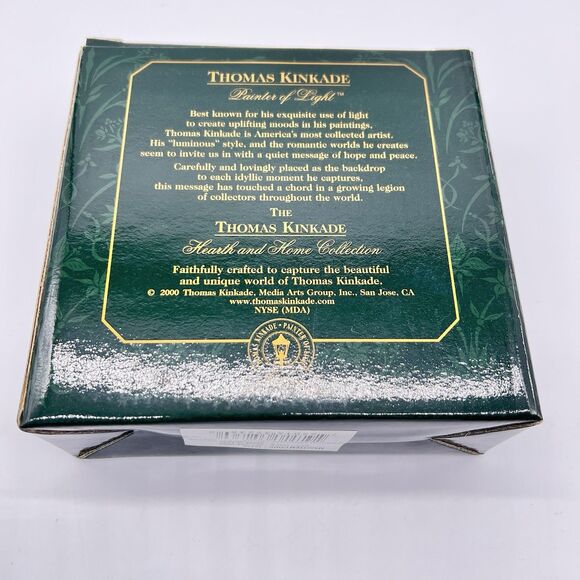 THOMAS KINKADE
Painter of Light™
Best known for his exquisite use of light
to create uplifting moods in his paintings,
Thomas Kinkade is America's most collected artist.
His "luminous" style, and the romantic worlds he creates
seem to invite us in with a quiet message of hope and peace.
Carefully and lovingly placed as the backdrop
to each idyllic moment he captures,
this message has touched a chord in a growing legion
of collectors throughout the world.
THE
THOMAS KINKADE
Hearth and Home Collection
Faithfully crafted to capture the beautiful
and unique world of Thomas Kinkade.
© 2000 Thomas Kinkade, Media Arts Group, Inc., San Jose, CA
www.thomaskinkade.com
NYSE (MDA)
THOMAS KINKADE • PAINTER OF